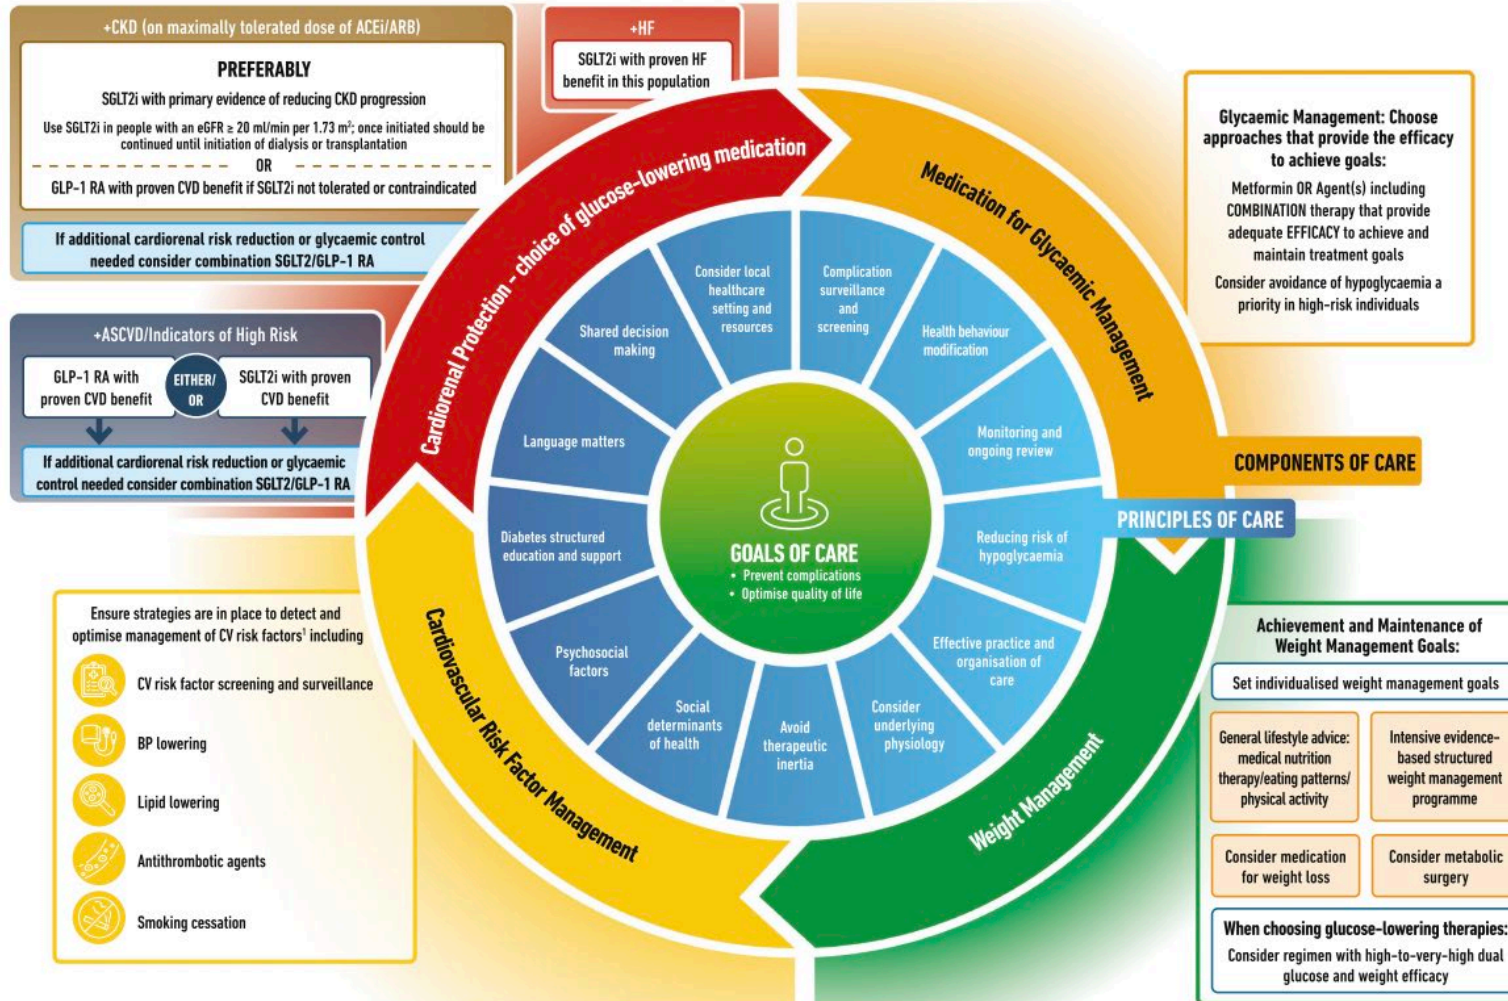 +CKD (on maximally tolerated dose of ACEi/ARB)
PREFERABLY
SGLT2i with primary evidence of reducing CKD progression
Use SGLT2i in people with an eGFR ≥ 20 ml/min per 1.73 m²; once initiated should be
continued until initiation of dialysis or transplantation
OR
GLP-1 RA with proven CVD benefit if SGLT2i not tolerated or contraindicated
If additional cardiorenal risk reduction or glycaemic control
needed consider combination SGLT2/GLP-1 RA
+HF
SGLT2i with proven HF
benefit in this population
+ASCVD/Indicators of High Risk
GLP-1 RA with
proven CVD benefit
EITHER/
OR
SGLT2i with proven
CVD benefit
If additional cardiorenal risk reduction or glycaemic
control needed consider combination SGLT2/GLP-1 RA
Cardiorenal Protection - choice of glucose-lowering medication
Medication for Glycaemic Management
Glycaemic Management: Choose
approaches that provide the efficacy
to achieve goals:
Metformin OR Agent(s) including
COMBINATION therapy that provide
adequate EFFICACY to achieve and
maintain treatment goals
Consider avoidance of hypoglycaemia a
priority in high-risk individuals
COMPONENTS OF CARE
PRINCIPLES OF CARE
Consider local
healthcare
setting and
resources
Complication
surveillance
and
screening
Health behaviour
modification
Monitoring and
ongoing review
Reducing risk of
hypoglycaemia
Effective practice and
organisation of
care
Consider
underlying
physiology
Avoid
therapeutic
inertia
Social
determinants
of health
Psychosocial
factors
Diabetes structured
education and support
Language matters
Shared decision
making
GOALS OF CARE
• Prevent complications
• Optimise quality of life
Cardiovascular Risk Factor Management
Weight Management
Ensure strategies are in place to detect and
optimise management of CV risk factors¹ including
CV risk factor screening and surveillance
BP lowering
Lipid lowering
Antithrombotic agents
Smoking cessation
Achievement and Maintenance of
Weight Management Goals:
Set individualised weight management goals
General lifestyle advice:
medical nutrition
therapy/eating patterns/
physical activity
Intensive evidence-
based structured
weight management
programme
Consider medication
for weight loss
Consider metabolic
surgery
When choosing glucose-lowering therapies:
Consider regimen with high-to-very-high dual
glucose and weight efficacy